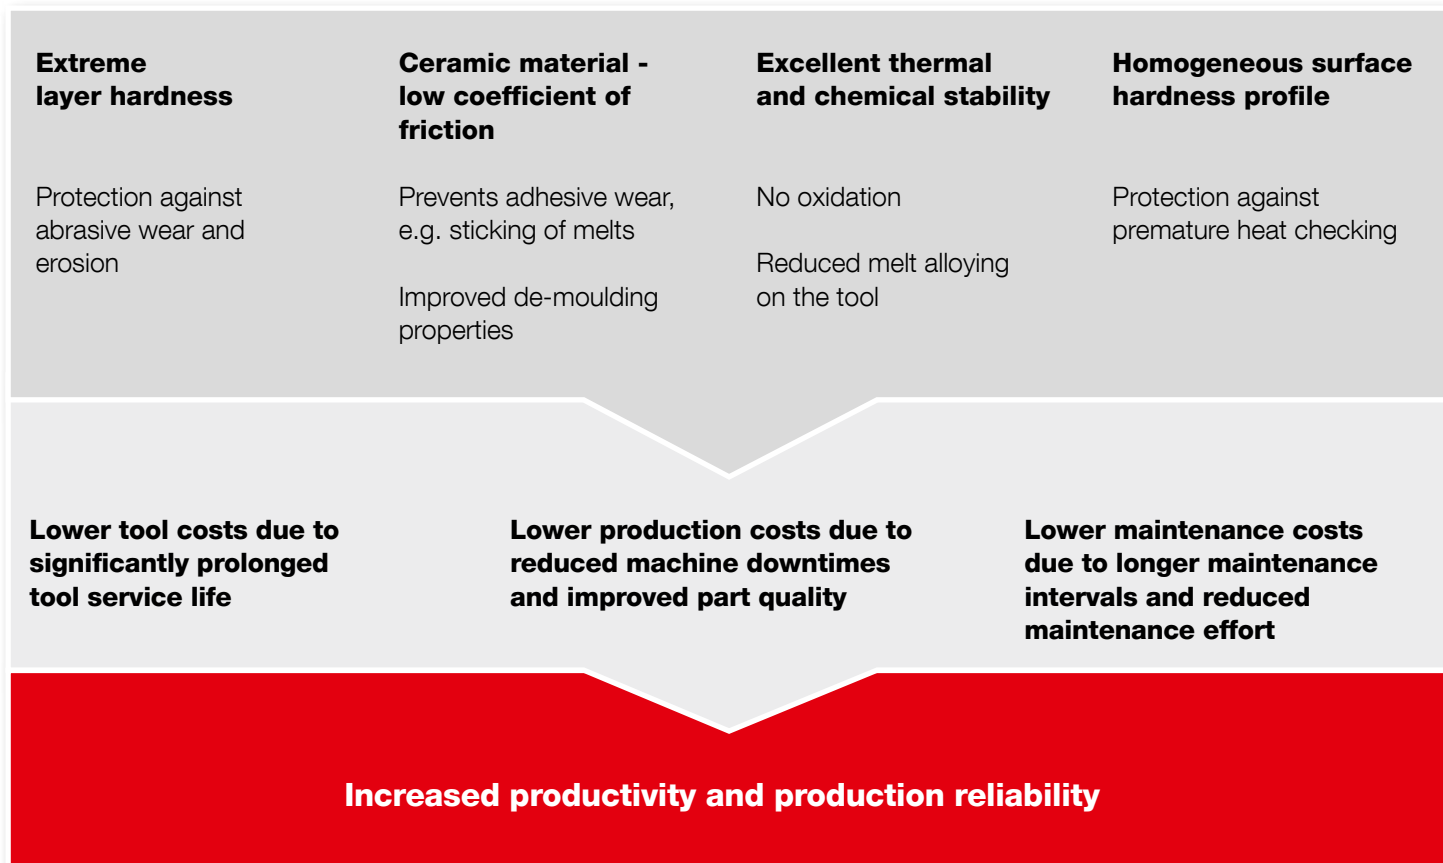 Extreme
layer hardness
Protection against
abrasive wear and
erosion
Ceramic material -
low coefficient of
friction
Prevents adhesive wear,
e.g. sticking of melts
Improved de-moulding
properties
Excellent thermal
and chemical stability
No oxidation
Reduced melt alloying
on the tool
Homogeneous surface
hardness profile
Protection against
premature heat checking
Lower tool costs due to
significantly prolonged
tool service life
Lower production costs due to
reduced machine downtimes
and improved part quality
Lower maintenance costs
due to longer maintenance
intervals and reduced
maintenance effort
Increased productivity and production reliability